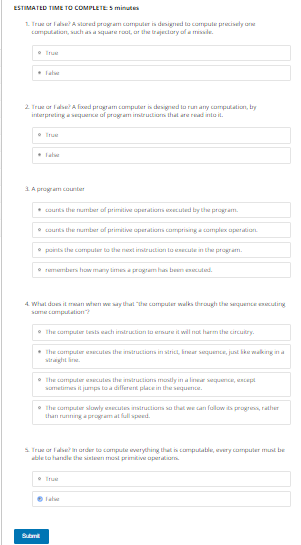 ESTIMATED TIME TO COMPLETE: 5 minutes
1. True or False? A stored program computer is designed to compute precisely one
computation, such as a square root, or the trajectory of a missile.
True
False
2. True or False? A fixed program computer is designed to run any computation, by
interpreting a sequence of program instructions that are read into it.
True
False
3. A program counter
counts the number of primitive operations executed by the program.
counts the number of primitive operations comprising a complex operation.
points the computer to the next instruction to execute in the program.
remembers how many times a program has been executed.
4. What does it mean when we say that "the computer walks through the sequence executing
some computation"?
The computer tests each instruction to ensure it will not harm the circuitry.
The computer executes the instructions in strict, linear sequence, just like walking in a
straight line.
The computer executes the instructions mostly in a linear sequence, except
sometimes it jumps to a different place in the sequence.
The computer slowly executes instructions so that we can follow its progress, rather
than running a program at full speed.
5. True or False? In order to compute everything that is computable, every computer must be
able to handle the sixteen most primitive operations.
True
False
Submit